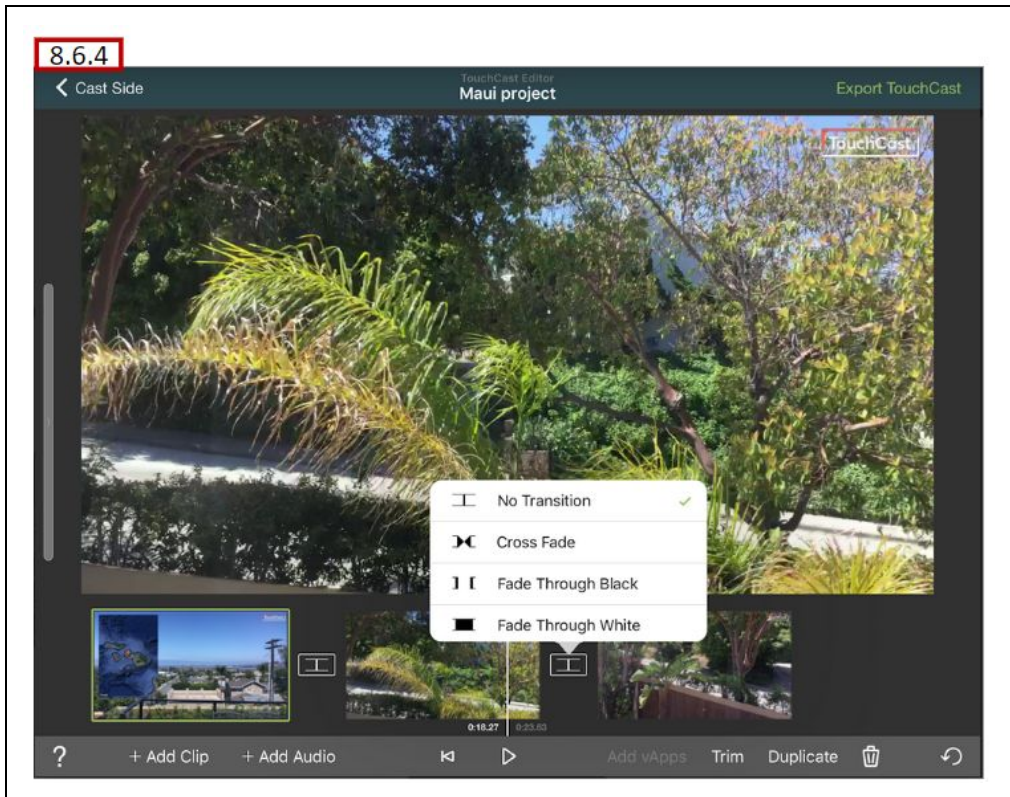 8.6.4
TouchCast Editor
Cast Side
Maui project
Export TouchCast
TouchCast
No Transition
Cross Fade
Fade Through Black
Fade Through White
0:18.27 0:23.63
? + Add Clip + Add Audio Add vApps Trim Duplicate